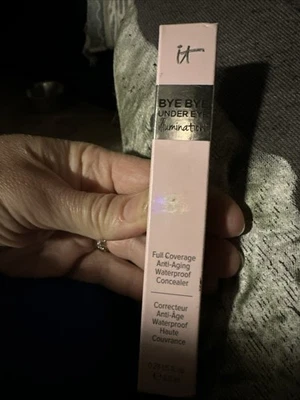 it
BYE BYE
UNDER EYE
illumination
Full Coverage
Anti-Aging
Waterproof
Concealer
Correcteur
Anti-Âge
Waterproof
Haute
Couvrance